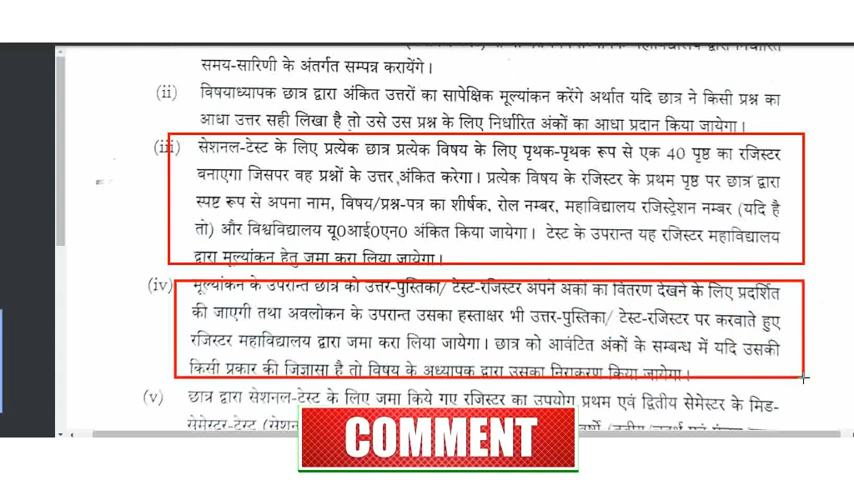 समय-सारिणी के अंतर्गत सम्पन्न करायेंगे।
(ii) विषयाध्यापक छात्र द्वारा अंकित उत्तरों का सापेक्षिक मूल्यांकन करेंगे अर्थात यदि छात्र ने किसी प्रश्न का
आधा उत्तर सही लिखा है तो उसे उस प्रश्न के लिए निर्धारित अंकों का आधा प्रदान किया जायेगा।
(iii) सेशनल-टेस्ट के लिए प्रत्येक छात्र प्रत्येक विषय के लिए पृथक-पृथक रूप से एक 40 पृष्ठ का रजिस्टर
बनाएगा जिसपर वह प्रश्नों के उत्तर अंकित करेगा। प्रत्येक विषय के रजिस्टर के प्रथम पृष्ठ पर छात्र द्वारा
स्पष्ट रूप से अपना नाम, विषय/प्रश्न-पत्र का शीर्षक, रोल नम्बर, महाविद्यालय रजिस्ट्रेशन नम्बर (यदि है
तो) और विश्वविद्यालय यू0आई0एन0 अंकित किया जायेगा। टेस्ट के उपरान्त यह रजिस्टर महाविद्यालय
द्वारा मूल्यांकन हेतु जमा करा लिया जायेगा।
(iv) मूल्यांकन के उपरान्त छात्र को उत्तर-पुस्तिका/ टेस्ट-रजिस्टर अपने अंकों का वितरण देखने के लिए प्रदर्शित
की जाएगी तथा अवलोकन के उपरान्त उसका हस्ताक्षर भी उत्तर-पुस्तिका/ टेस्ट-रजिस्टर पर करवाते हुए
रजिस्टर महाविद्यालय द्वारा जमा करा लिया जायेगा। छात्र को आवंटित अंकों के सम्बन्ध में यदि उसकी
किसी प्रकार की जिज्ञासा है तो विषय के अध्यापक द्वारा उसका निराकरण किया जायेगा।
(v) छात्र द्वारा सेशनल-टेस्ट के लिए जमा किये गए रजिस्टर का उपयोग प्रथम एवं द्वितीय सेमेस्टर के मिड-
सेमेस्टर-टेस्ट
COMMENT